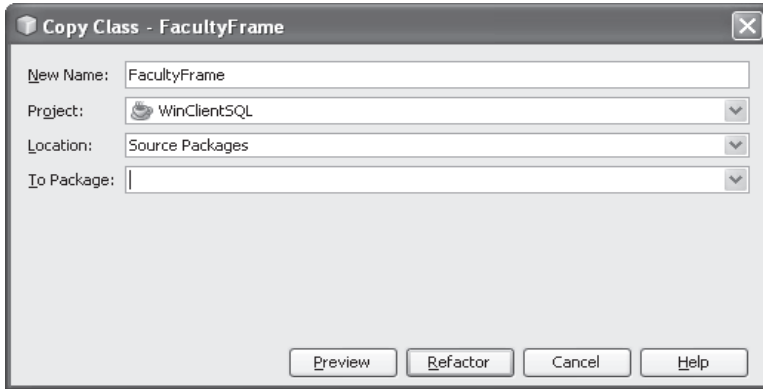 Copy Class - FacultyFrame
New Name: FacultyFrame
Project: WinClientSQL
Location: Source Packages
To Package:
Preview Refactor Cancel Help